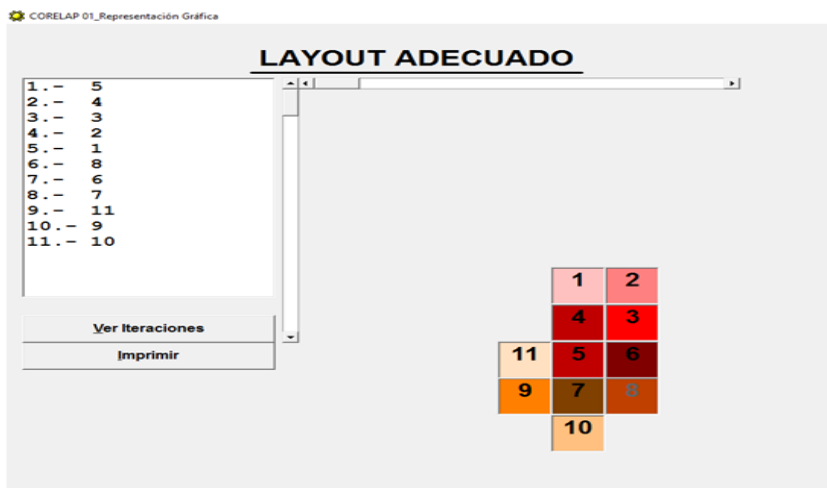 CORELAP 01_Representación Gráfica
LAYOUT ADECUADO
1.- 5
2.- 4
3.- 3
4.- 2
5.- 1
6.- 8
7.- 6
8.- 7
9.- 11
10.- 9
11.- 10
Ver Iteraciones
Imprimir
1 2
4 3
11 5 6
9 7 8
10